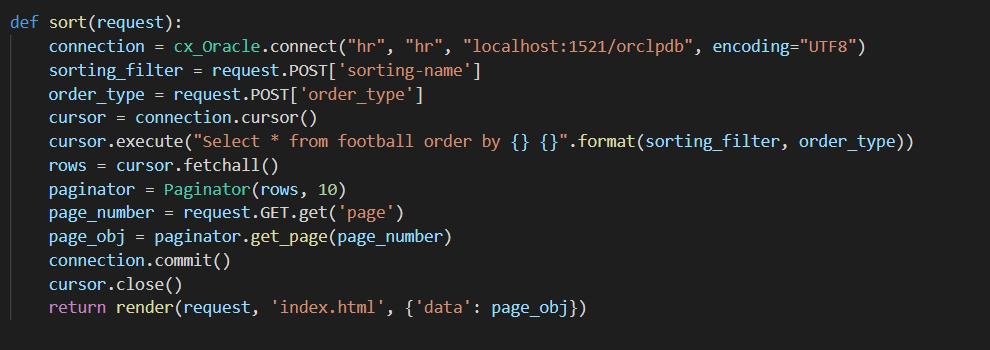 def sort(request):
    connection = cx_Oracle.connect("hr", "hr", "localhost:1521/orclpdb", encoding="UTF8")
    sorting_filter = request.POST['sorting-name']
    order_type = request.POST['order_type']
    cursor = connection.cursor()
    cursor.execute("Select * from football order by {} {}".format(sorting_filter, order_type))
    rows = cursor.fetchall()
    paginator = Paginator(rows, 10)
    page_number = request.GET.get('page')
    page_obj = paginator.get_page(page_number)
    connection.commit()
    cursor.close()
    return render(request, 'index.html', {'data': page_obj})